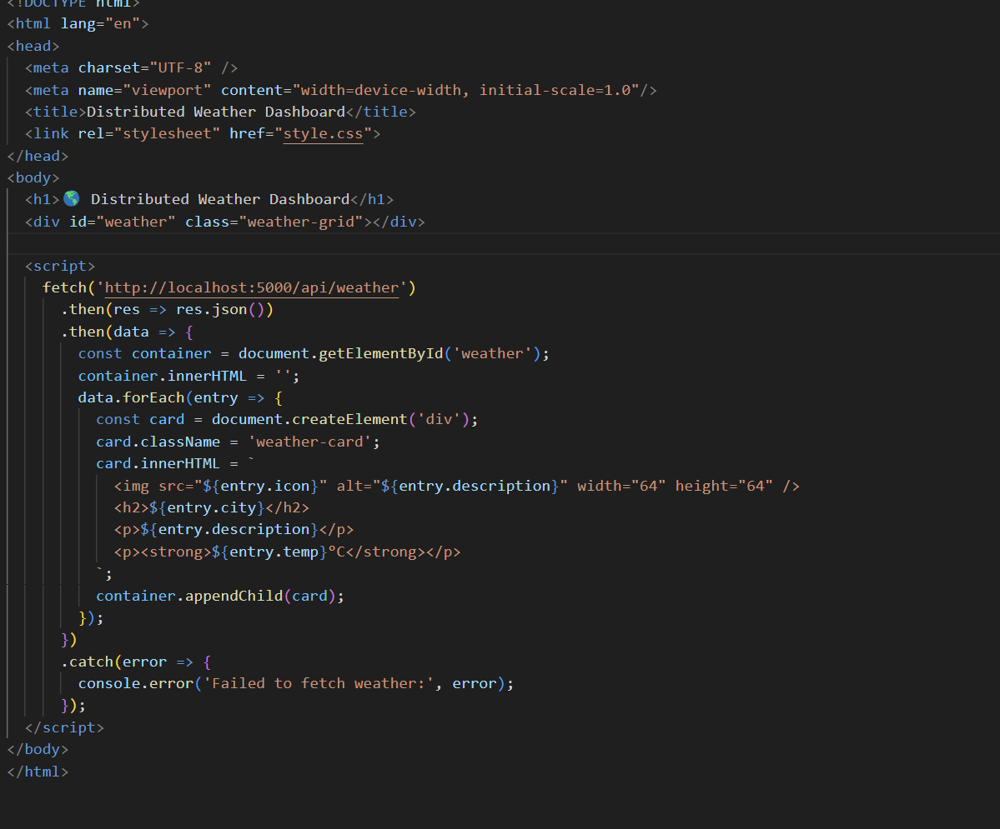 <!DOCTYPE html>
<html lang="en">
<head>
  <meta charset="UTF-8" />
  <meta name="viewport" content="width=device-width, initial-scale=1.0"/>
  <title>Distributed Weather Dashboard</title>
  <link rel="stylesheet" href="style.css">
</head>
<body>
  <h1>🌎 Distributed Weather Dashboard</h1>
  <div id="weather" class="weather-grid"></div>
  <script>
    fetch('http://localhost:5000/api/weather')
      .then(res => res.json())
      .then(data => {
        const container = document.getElementById('weather');
        container.innerHTML = '';
        data.forEach(entry => {
          const card = document.createElement('div');
          card.className = 'weather-card';
          card.innerHTML = `
            <img src="${entry.icon}" alt="${entry.description}" width="64" height="64" />
            <h2>${entry.city}</h2>
            <p>${entry.description}</p>
            <p><strong>${entry.temp}°C</strong></p>
          `;
          container.appendChild(card);
        });
      })
      .catch(error => {
        console.error('Failed to fetch weather:', error);
      });
  </script>
</body>
</html>